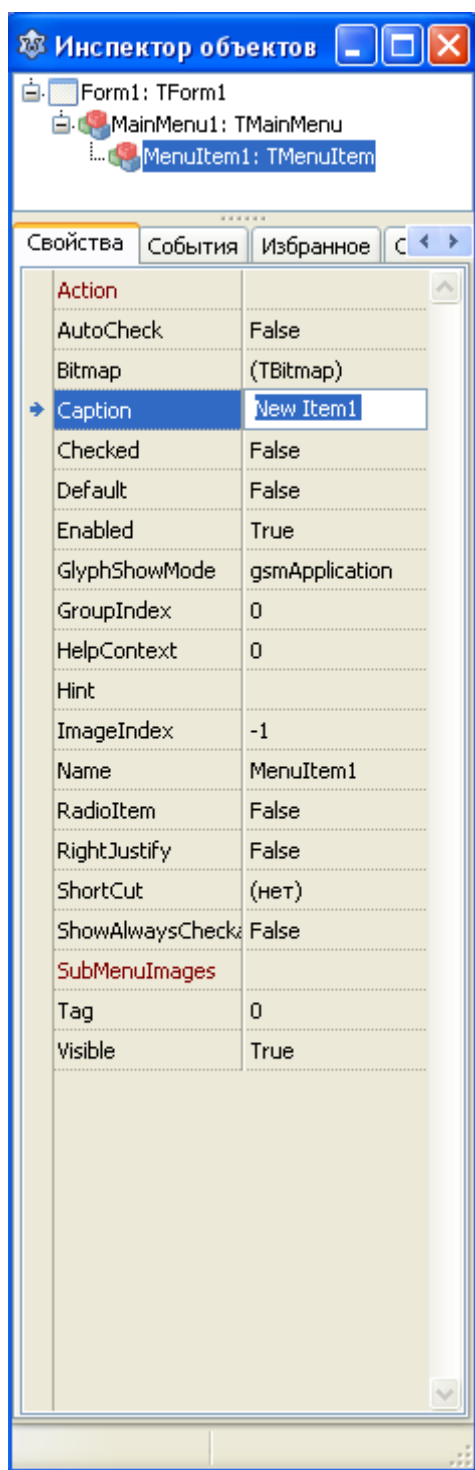 Инспектор объектов
Form1: TForm1
MainMenu1: TMainMenu
MenuItem1: TMenuItem
Свойства События Избранное С
Action
AutoCheck False
Bitmap (TBitmap)
Caption New Item1
Checked False
Default False
Enabled True
GlyphShowMode gsmApplication
GroupIndex 0
HelpContext 0
Hint
ImageIndex -1
Name MenuItem1
RadioItem False
RightJustify False
ShortCut (нет)
ShowAlwaysCheck False
SubMenuImages
Tag 0
Visible True